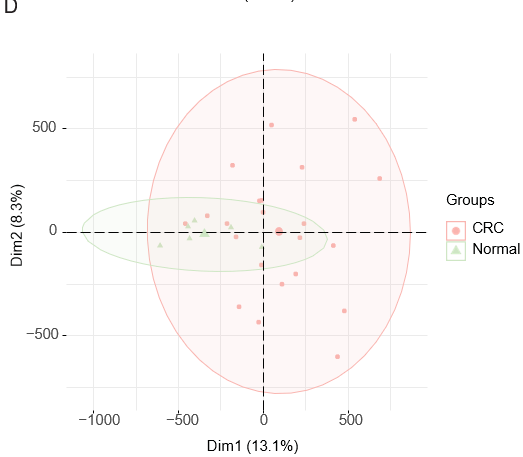 D
500
0
−500
Dim2 (8.3%)
−1000 −500 0 500
Dim1 (13.1%)
Groups
CRC
Normal